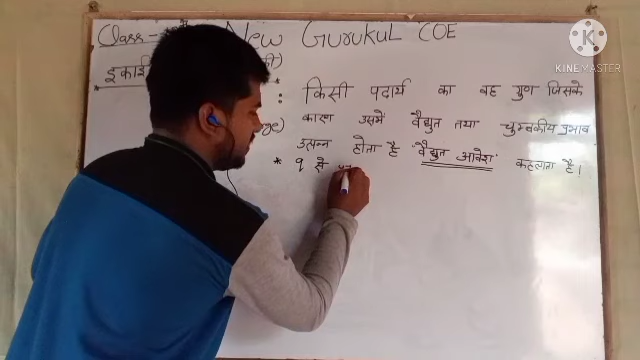 Class- New GURUKUL COE
इकाई
: किसी पदार्थ का वह गुण जिसके
कारण उसमें वैद्युत तथा चुम्बकीय प्रभाव
उत्पन्न होता है "वैद्युत आवेश" कहलाता है।
* q से
K
KINEMASTER